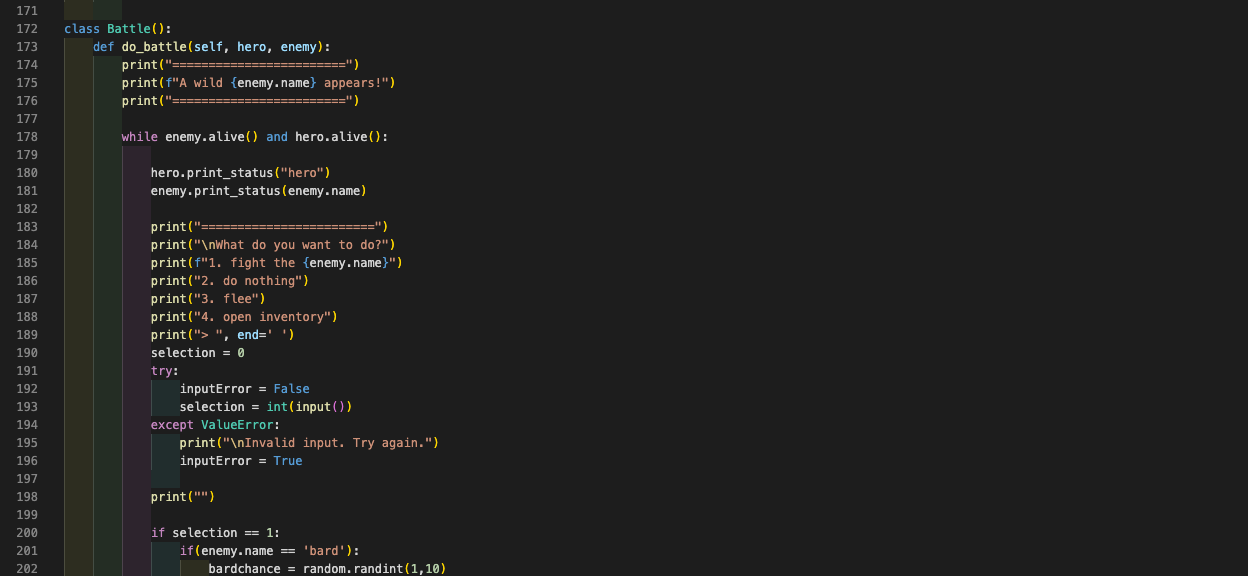 171
172 class Battle():
173     def do_battle(self, hero, enemy):
174         print("========================")
175         print(f"A wild {enemy.name} appears!")
176         print("========================")
177
178         while enemy.alive() and hero.alive():
179
180             hero.print_status("hero")
181             enemy.print_status(enemy.name)
182
183             print("========================")
184             print("\nWhat do you want to do?")
185             print(f"1. fight the {enemy.name}")
186             print("2. do nothing")
187             print("3. flee")
188             print("4. open inventory")
189             print("> ", end=' ')
190             selection = 0
191             try:
192                 inputError = False
193                 selection = int(input())
194             except ValueError:
195                 print("\nInvalid input. Try again.")
196                 inputError = True
197
198             print("")
199
200             if selection == 1:
201                 if(enemy.name == 'bard'):
202                     bardchance = random.randint(1,10)